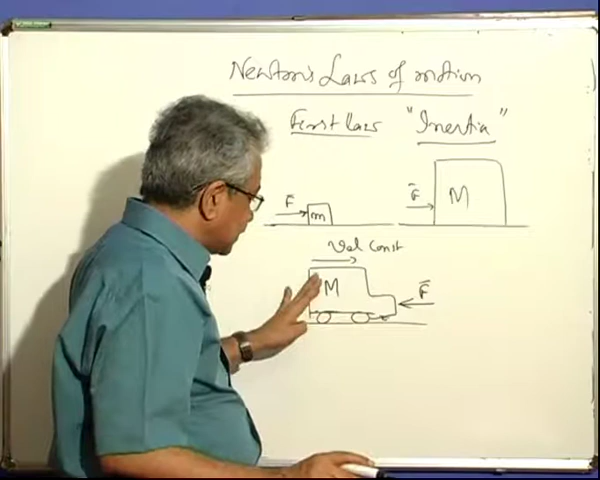 Newton's Laws of motion
First law "Inertia"
F m
F M
Vel Const
M F